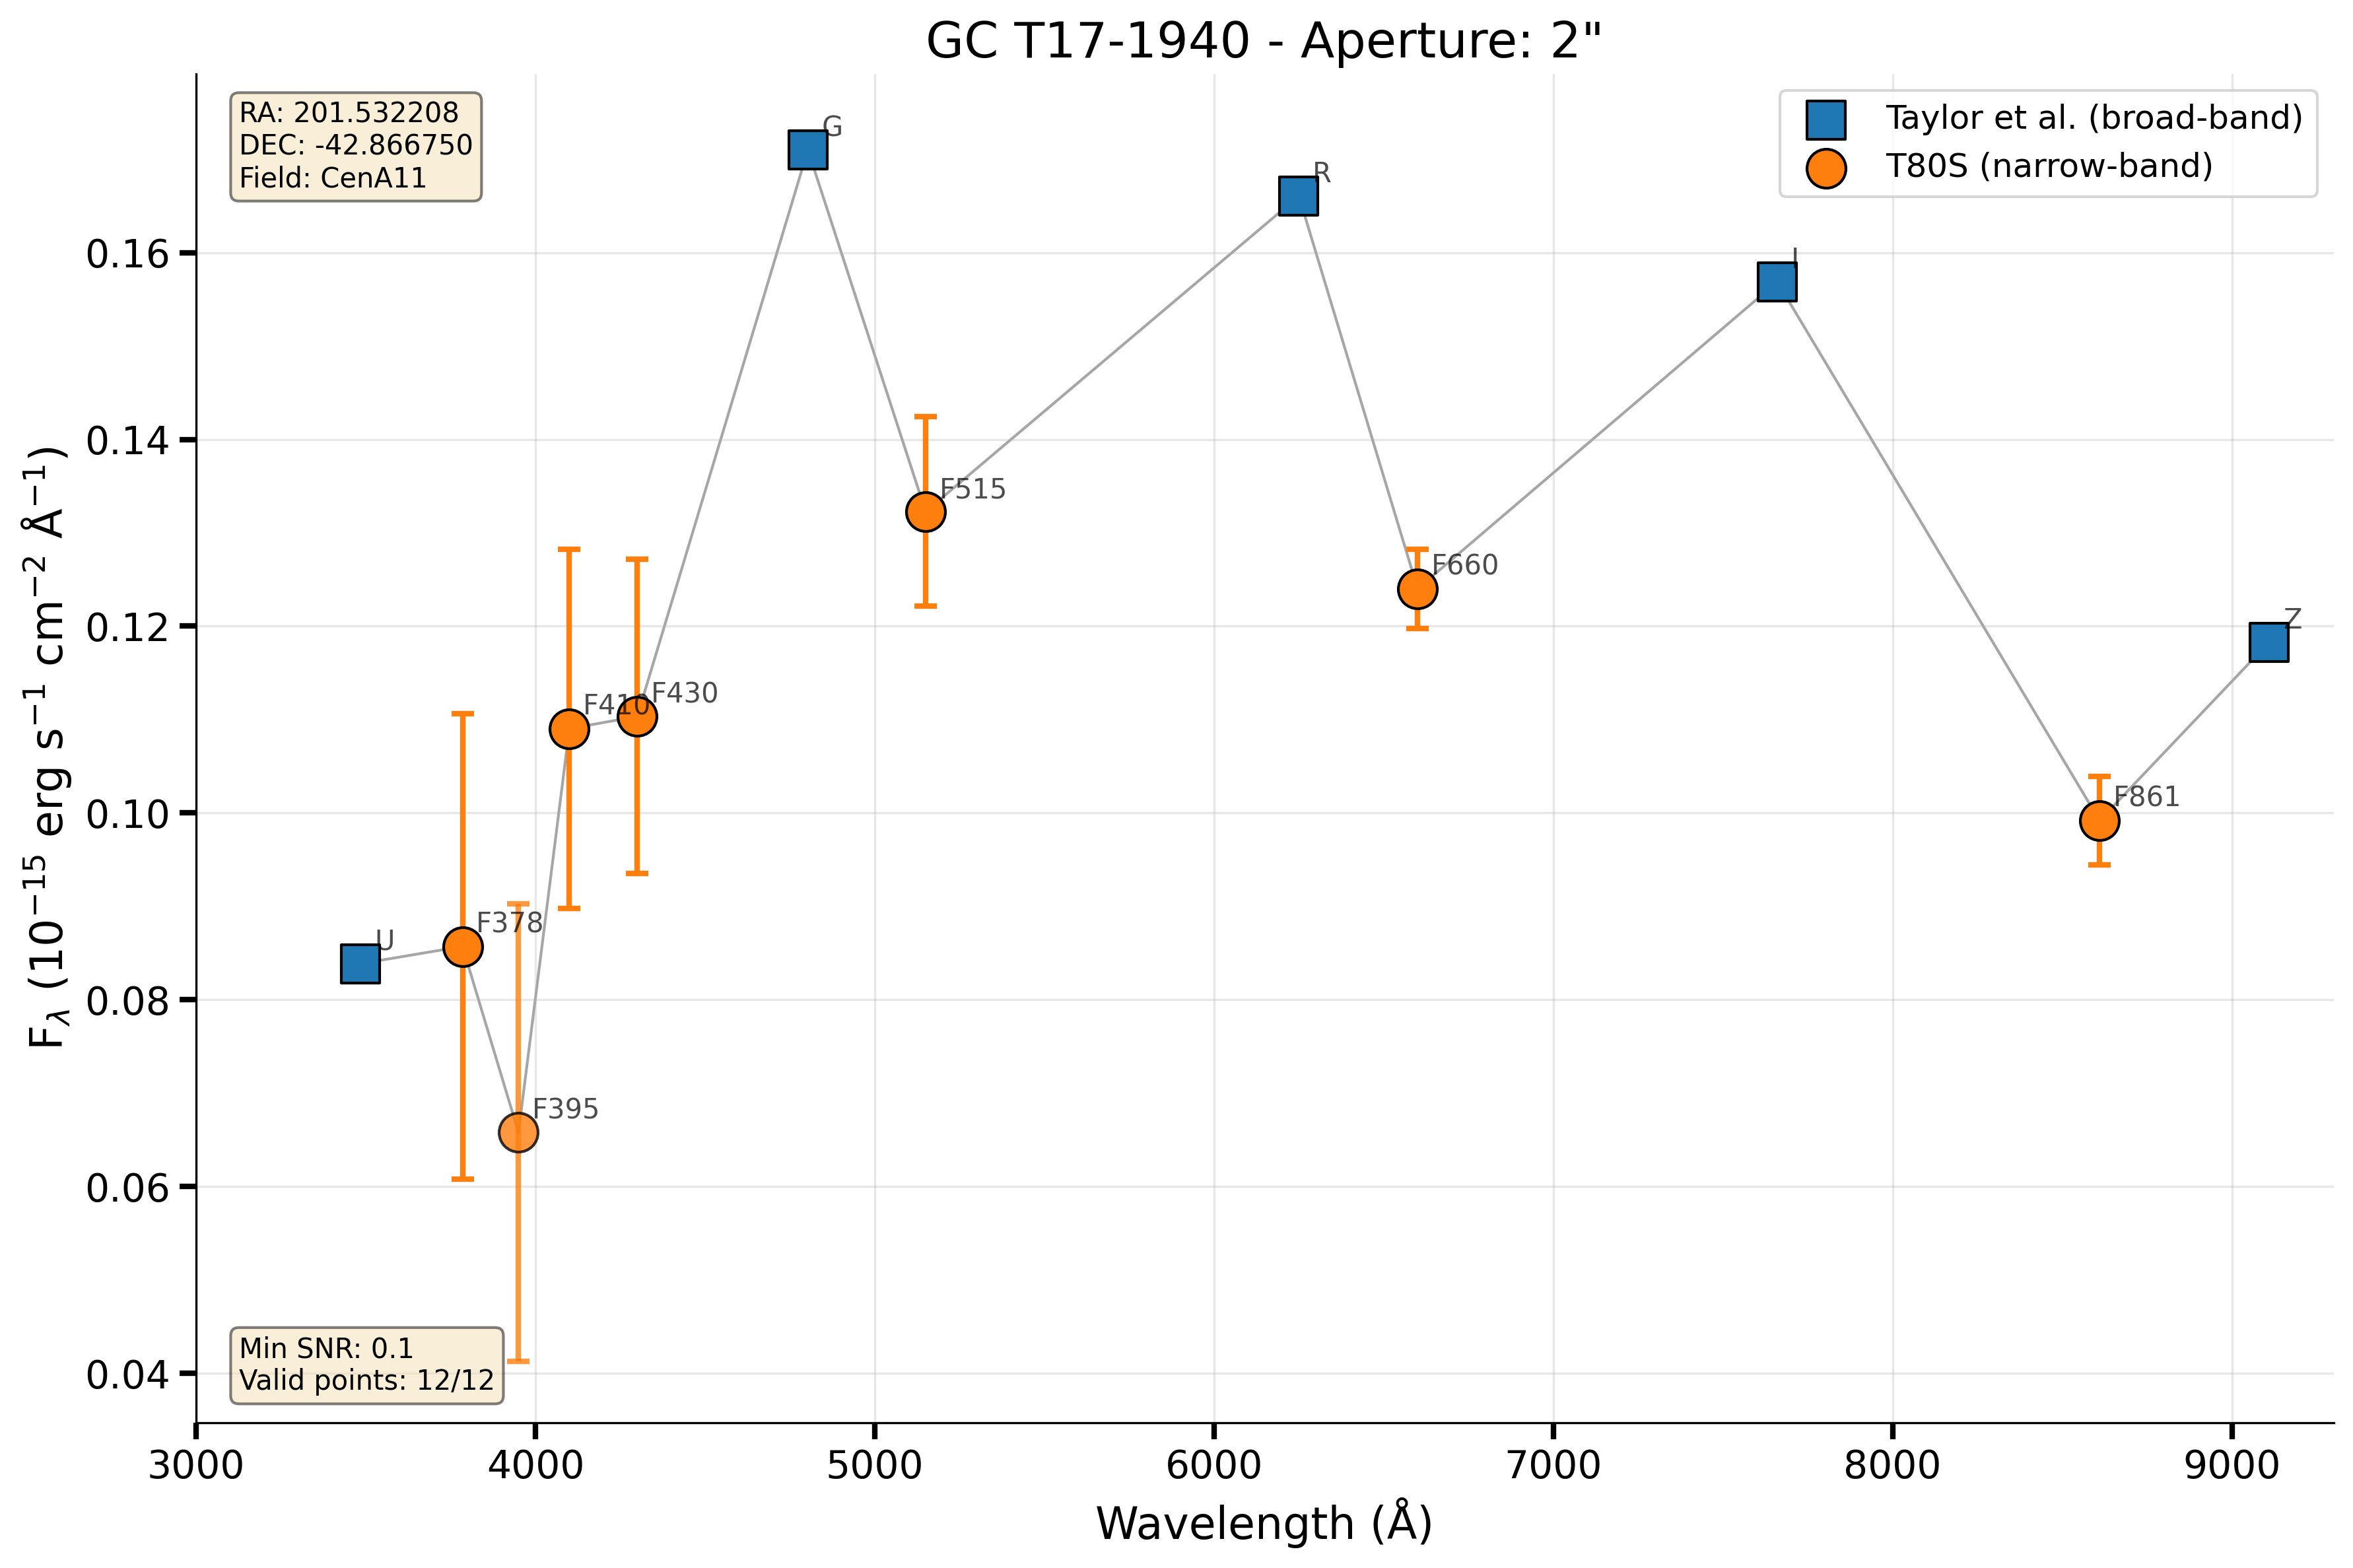 GC T17-1940 - Aperture: 2"
RA: 201.532208
DEC: -42.866750
Field: CenA11
Taylor et al. (broad-band)
T80S (narrow-band)
G
R
I
F515
F660
Z
F410
F430
F861
U
F378
F395
Min SNR: 0.1
Valid points: 12/12
0.16
0.14
0.12
0.10
0.08
0.06
0.04
F_λ (10⁻¹⁵ erg s⁻¹ cm⁻² Å⁻¹)
3000 4000 5000 6000 7000 8000 9000
Wavelength (Å)